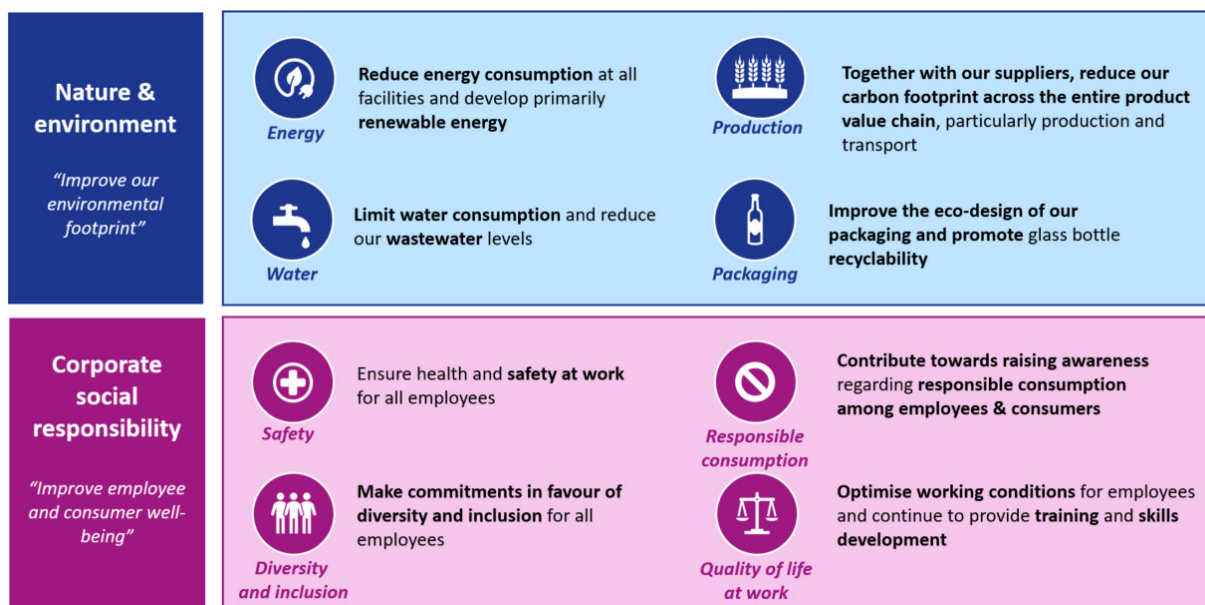 Nature &
environment
“Improve our
environmental
footprint”
Energy
Reduce energy consumption at all
facilities and develop primarily
renewable energy
Production
Together with our suppliers, reduce our
carbon footprint across the entire product
value chain, particularly production and
transport
Water
Limit water consumption and reduce
our wastewater levels
Packaging
Improve the eco-design of our
packaging and promote glass bottle
recyclability
Corporate
social
responsibility
“Improve employee
and consumer well-
being”
Safety
Ensure health and safety at work
for all employees
Responsible
consumption
Contribute towards raising awareness
regarding responsible consumption
among employees & consumers
Diversity
and inclusion
Make commitments in favour of
diversity and inclusion for all
employees
Quality of life
at work
Optimise working conditions for employees
and continue to provide training and skills
development